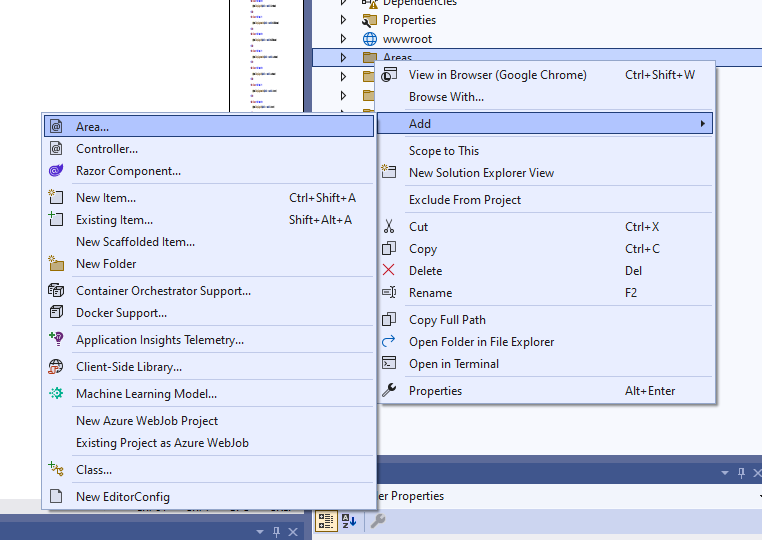 Dependencies
Properties
wwwroot
Areas
View in Browser (Google Chrome) Ctrl+Shift+W
Browse With...
Add
Scope to This
New Solution Explorer View
Exclude From Project
Cut Ctrl+X
Copy Ctrl+C
Delete Del
Rename F2
Copy Full Path
Open Folder in File Explorer
Open in Terminal
Properties Alt+Enter
Area...
Controller...
Razor Component...
New Item... Ctrl+Shift+A
Existing Item... Shift+Alt+A
New Scaffolded Item...
New Folder
Container Orchestrator Support...
Docker Support...
Application Insights Telemetry...
Client-Side Library...
Machine Learning Model...
New Azure WebJob Project
Existing Project as Azure WebJob
Class...
New EditorConfig
er Properties